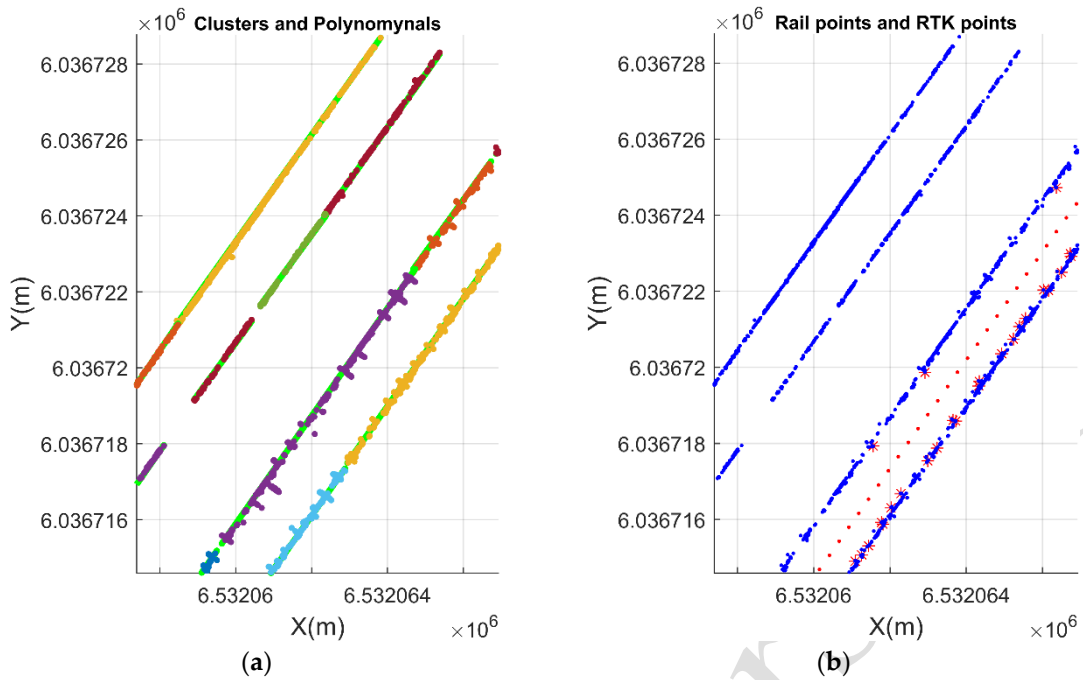 ×10⁶ Clusters and Polynomynals
6.036728
6.036726
6.036724
6.036722
6.03672
6.036718
6.036716
Y(m)
6.53206 6.532064
X(m) ×10⁶
(a)
×10⁶ Rail points and RTK points
6.036728
6.036726
6.036724
6.036722
6.03672
6.036718
6.036716
Y(m)
6.53206 6.532064
X(m) ×10⁶
(b)